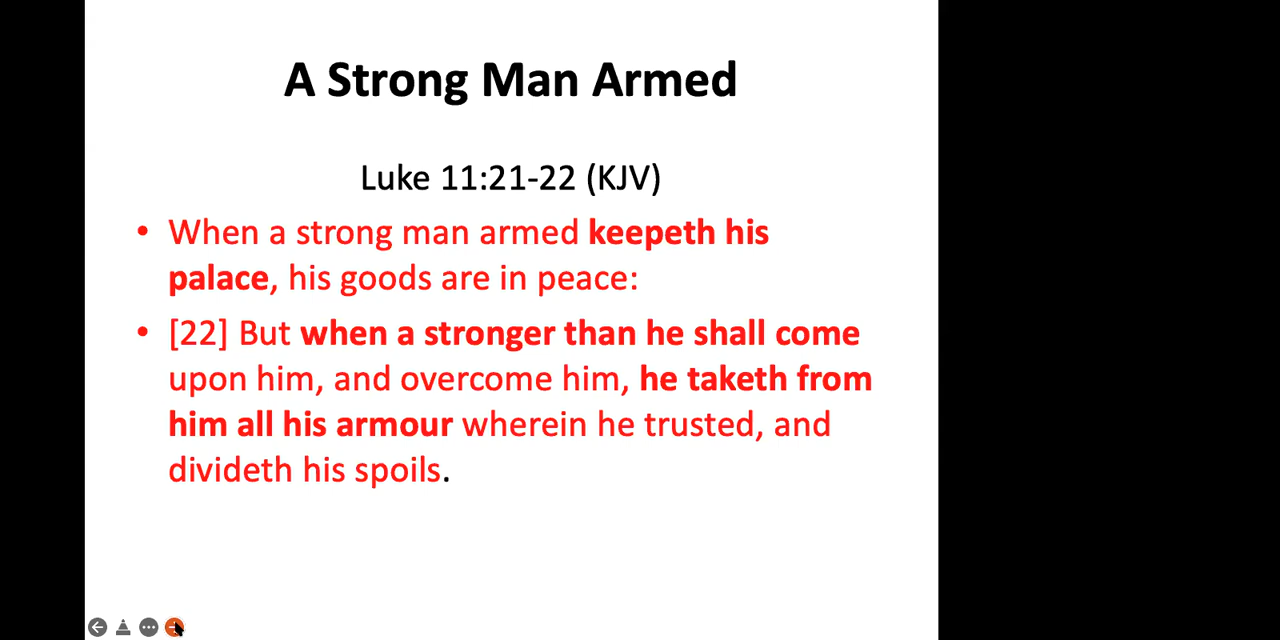 A Strong Man Armed
Luke 11:21-22 (KJV)
• When a strong man armed keepeth his
palace, his goods are in peace:
• [22] But when a stronger than he shall come
upon him, and overcome him, he taketh from
him all his armour wherein he trusted, and
divideth his spoils.